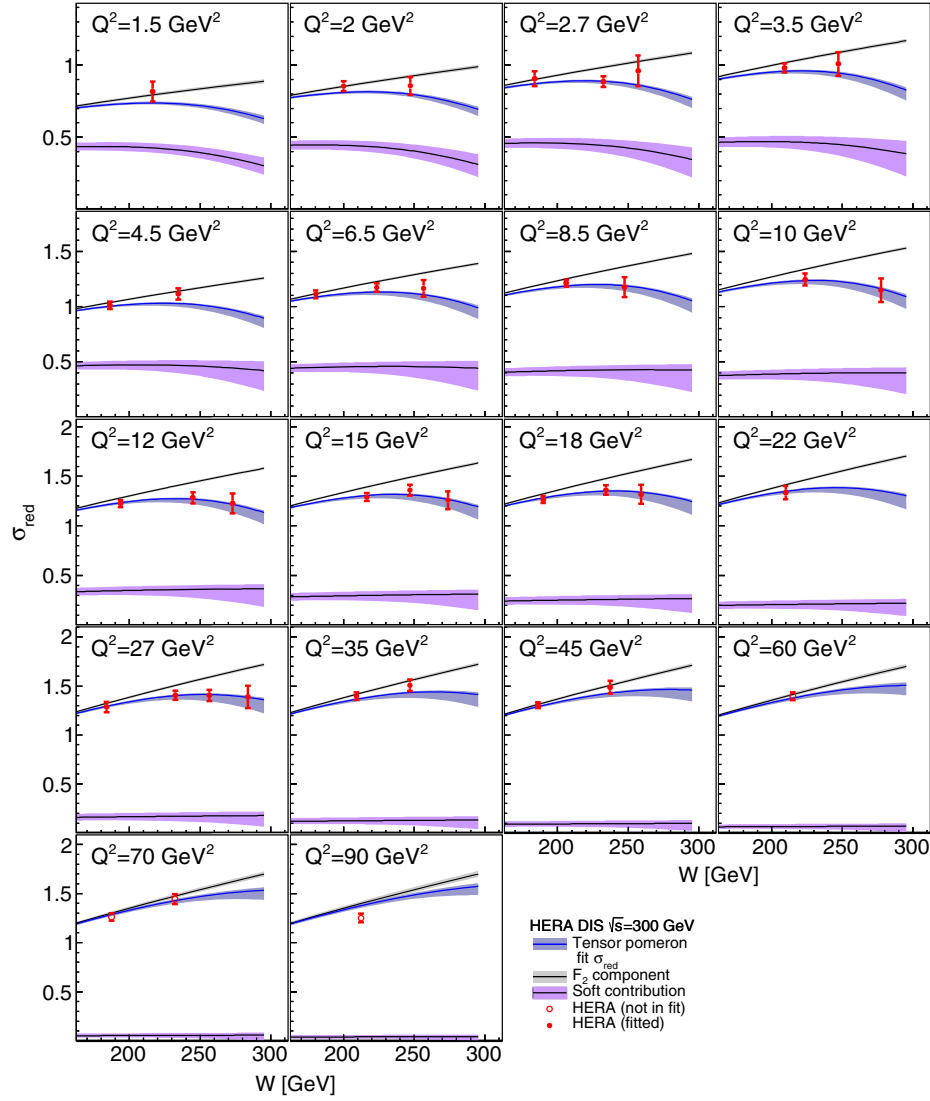 Q²=1.5 GeV² Q²=2 GeV² Q²=2.7 GeV² Q²=3.5 GeV²
1
0.5
Q²=4.5 GeV² Q²=6.5 GeV² Q²=8.5 GeV² Q²=10 GeV²
1.5
1
0.5
2
Q²=12 GeV² Q²=15 GeV² Q²=18 GeV² Q²=22 GeV²
1.5
σred
1
0.5
2
Q²=27 GeV² Q²=35 GeV² Q²=45 GeV² Q²=60 GeV²
1.5
1
0.5
2
Q²=70 GeV² Q²=90 GeV²
200 250 300 200 250 300
W [GeV]
1.5
1
0.5
HERA DIS √s=300 GeV
Tensor pomeron
fit σred
F₂ component
Soft contribution
HERA (not in fit)
HERA (fitted)
200 250 300 200 250 300
W [GeV]